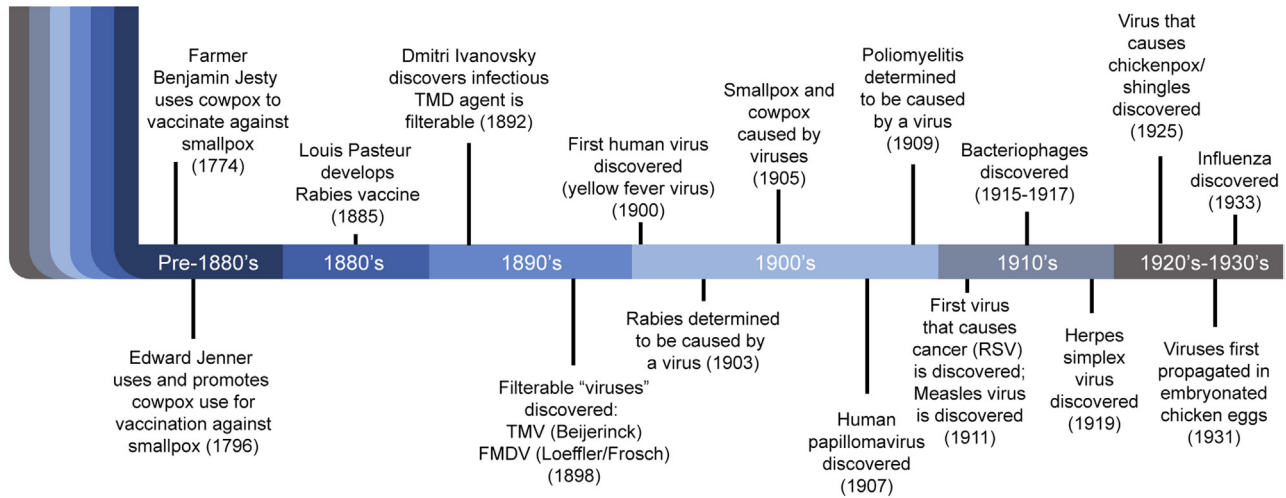 Farmer
Benjamin Jesty
uses cowpox to
vaccinate against
smallpox
(1774)
Louis Pasteur
develops
Rabies vaccine
(1885)
Dmitri Ivanovsky
discovers infectious
TMD agent is
filterable (1892)
First human virus
discovered
(yellow fever virus)
(1900)
Smallpox and
cowpox
caused by
viruses
(1905)
Poliomyelitis
determined
to be caused
by a virus
(1909)
Bacteriophages
discovered
(1915-1917)
Virus that
causes
chickenpox/
shingles
discovered
(1925)
Influenza
discovered
(1933)
Pre-1880's
1880's
1890's
1900's
1910's
1920's-1930's
Edward Jenner
uses and promotes
cowpox use for
vaccination against
smallpox (1796)
Filterable “viruses”
discovered:
TMV (Beijerinck)
FMDV (Loeffler/Frosch)
(1898)
Rabies determined
to be caused by
a virus (1903)
Human
papillomavirus
discovered
(1907)
First virus
that causes
cancer (RSV)
is discovered;
Measles virus
is discovered
(1911)
Herpes
simplex
virus
discovered
(1919)
Viruses first
propagated in
embryonated
chicken eggs
(1931)